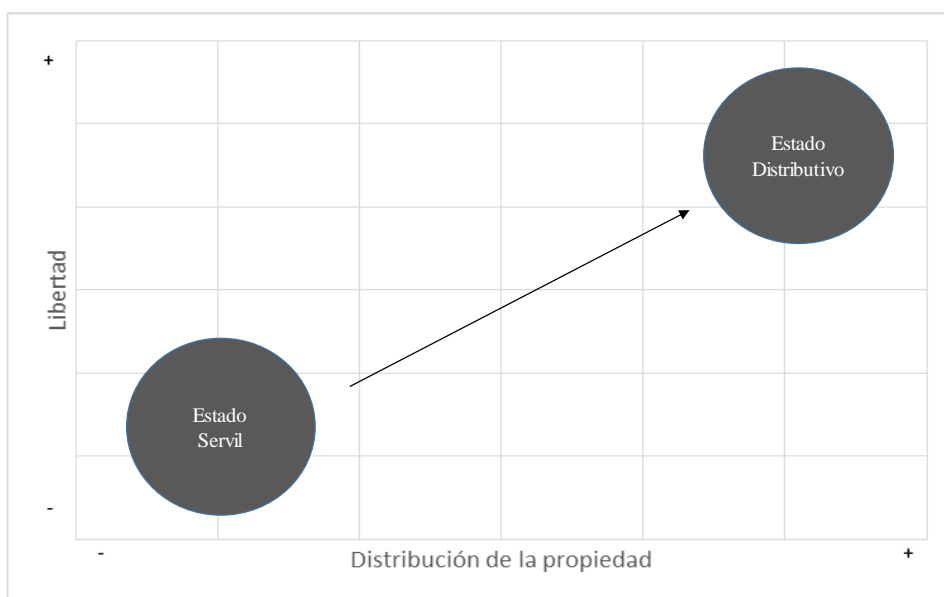 +
Estado
Distributivo
Libertad
Estado
Servil
-
-
Distribución de la propiedad
+